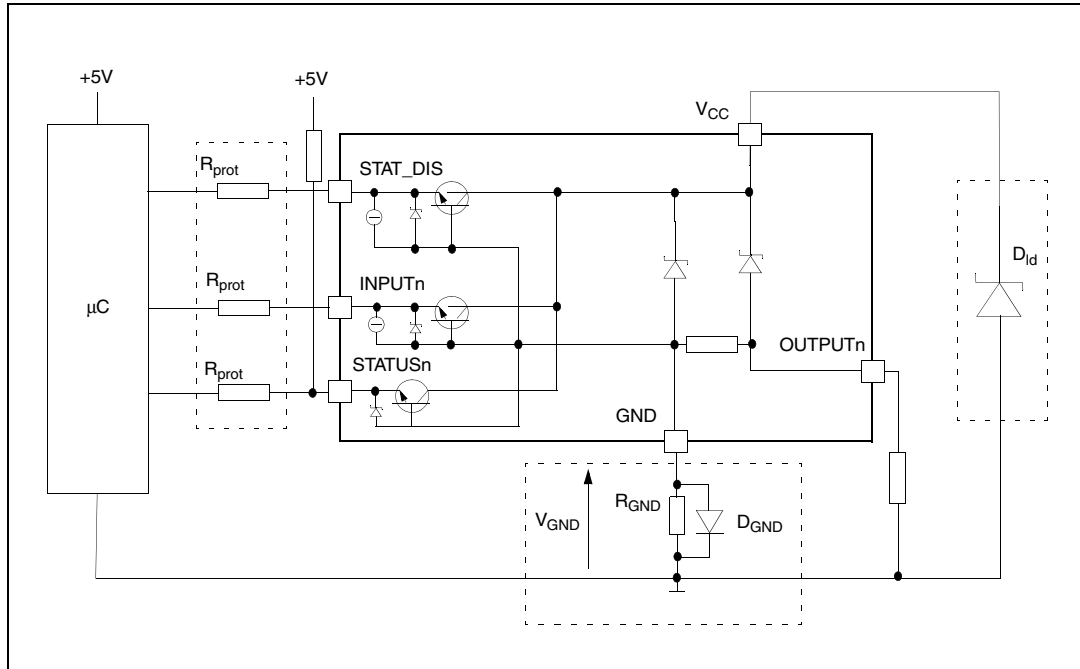 +5V
+5V
V_CC
R_prot
STAT_DIS
D_ld
R_prot
INPUTn
μC
OUTPUTn
R_prot
STATUSn
GND
R_GND
V_GND
D_GND